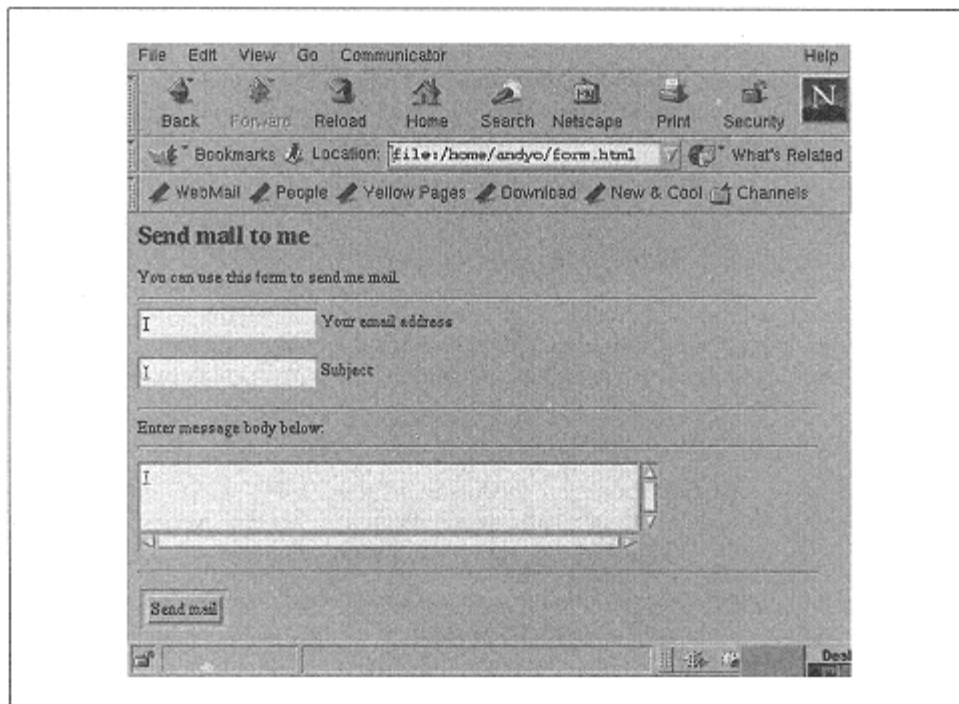 File Edit View Go Communicator Help
N
Back Forward Reload Home Search Netscape Print Security
Bookmarks Location: file:/home/andyo/form.html What's Related
WebMail People Yellow Pages Download New & Cool Channels
Send mail to me
You can use this form to send me mail.
Your email address
Subject
Enter message body below:
Send mail